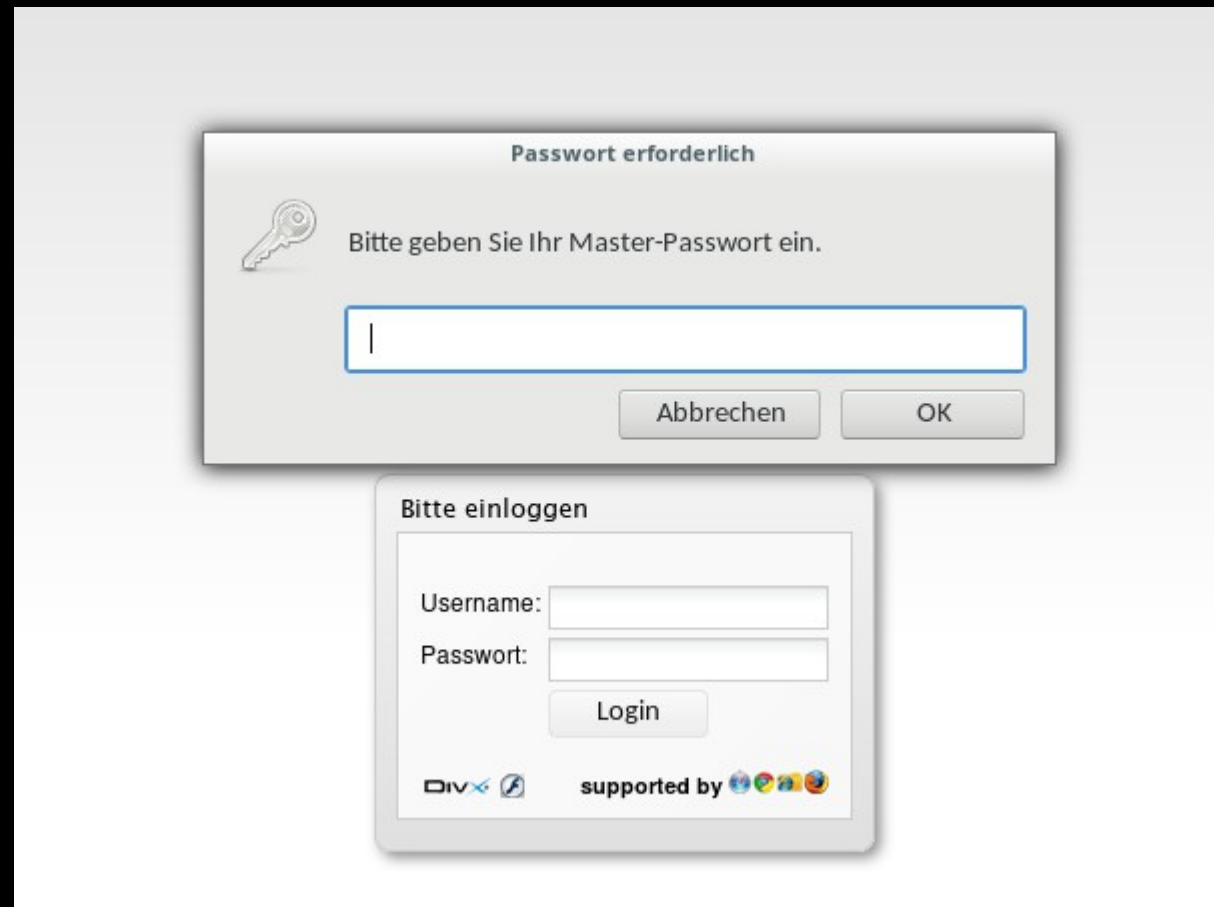 Passwort erforderlich
Bitte geben Sie Ihr Master-Passwort ein.
Abbrechen OK
Bitte einloggen
Username:
Passwort:
Login
DivX supported by